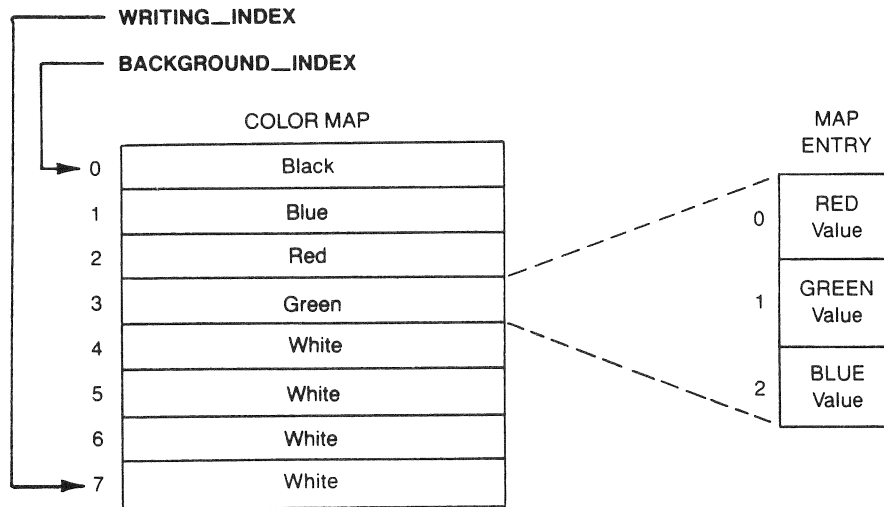 WRITING_INDEX
BACKGROUND_INDEX
COLOR MAP
MAP
ENTRY
0 Black
1 Blue
2 Red
3 Green
4 White
5 White
6 White
7 White
0 RED
Value
1 GREEN
Value
2 BLUE
Value